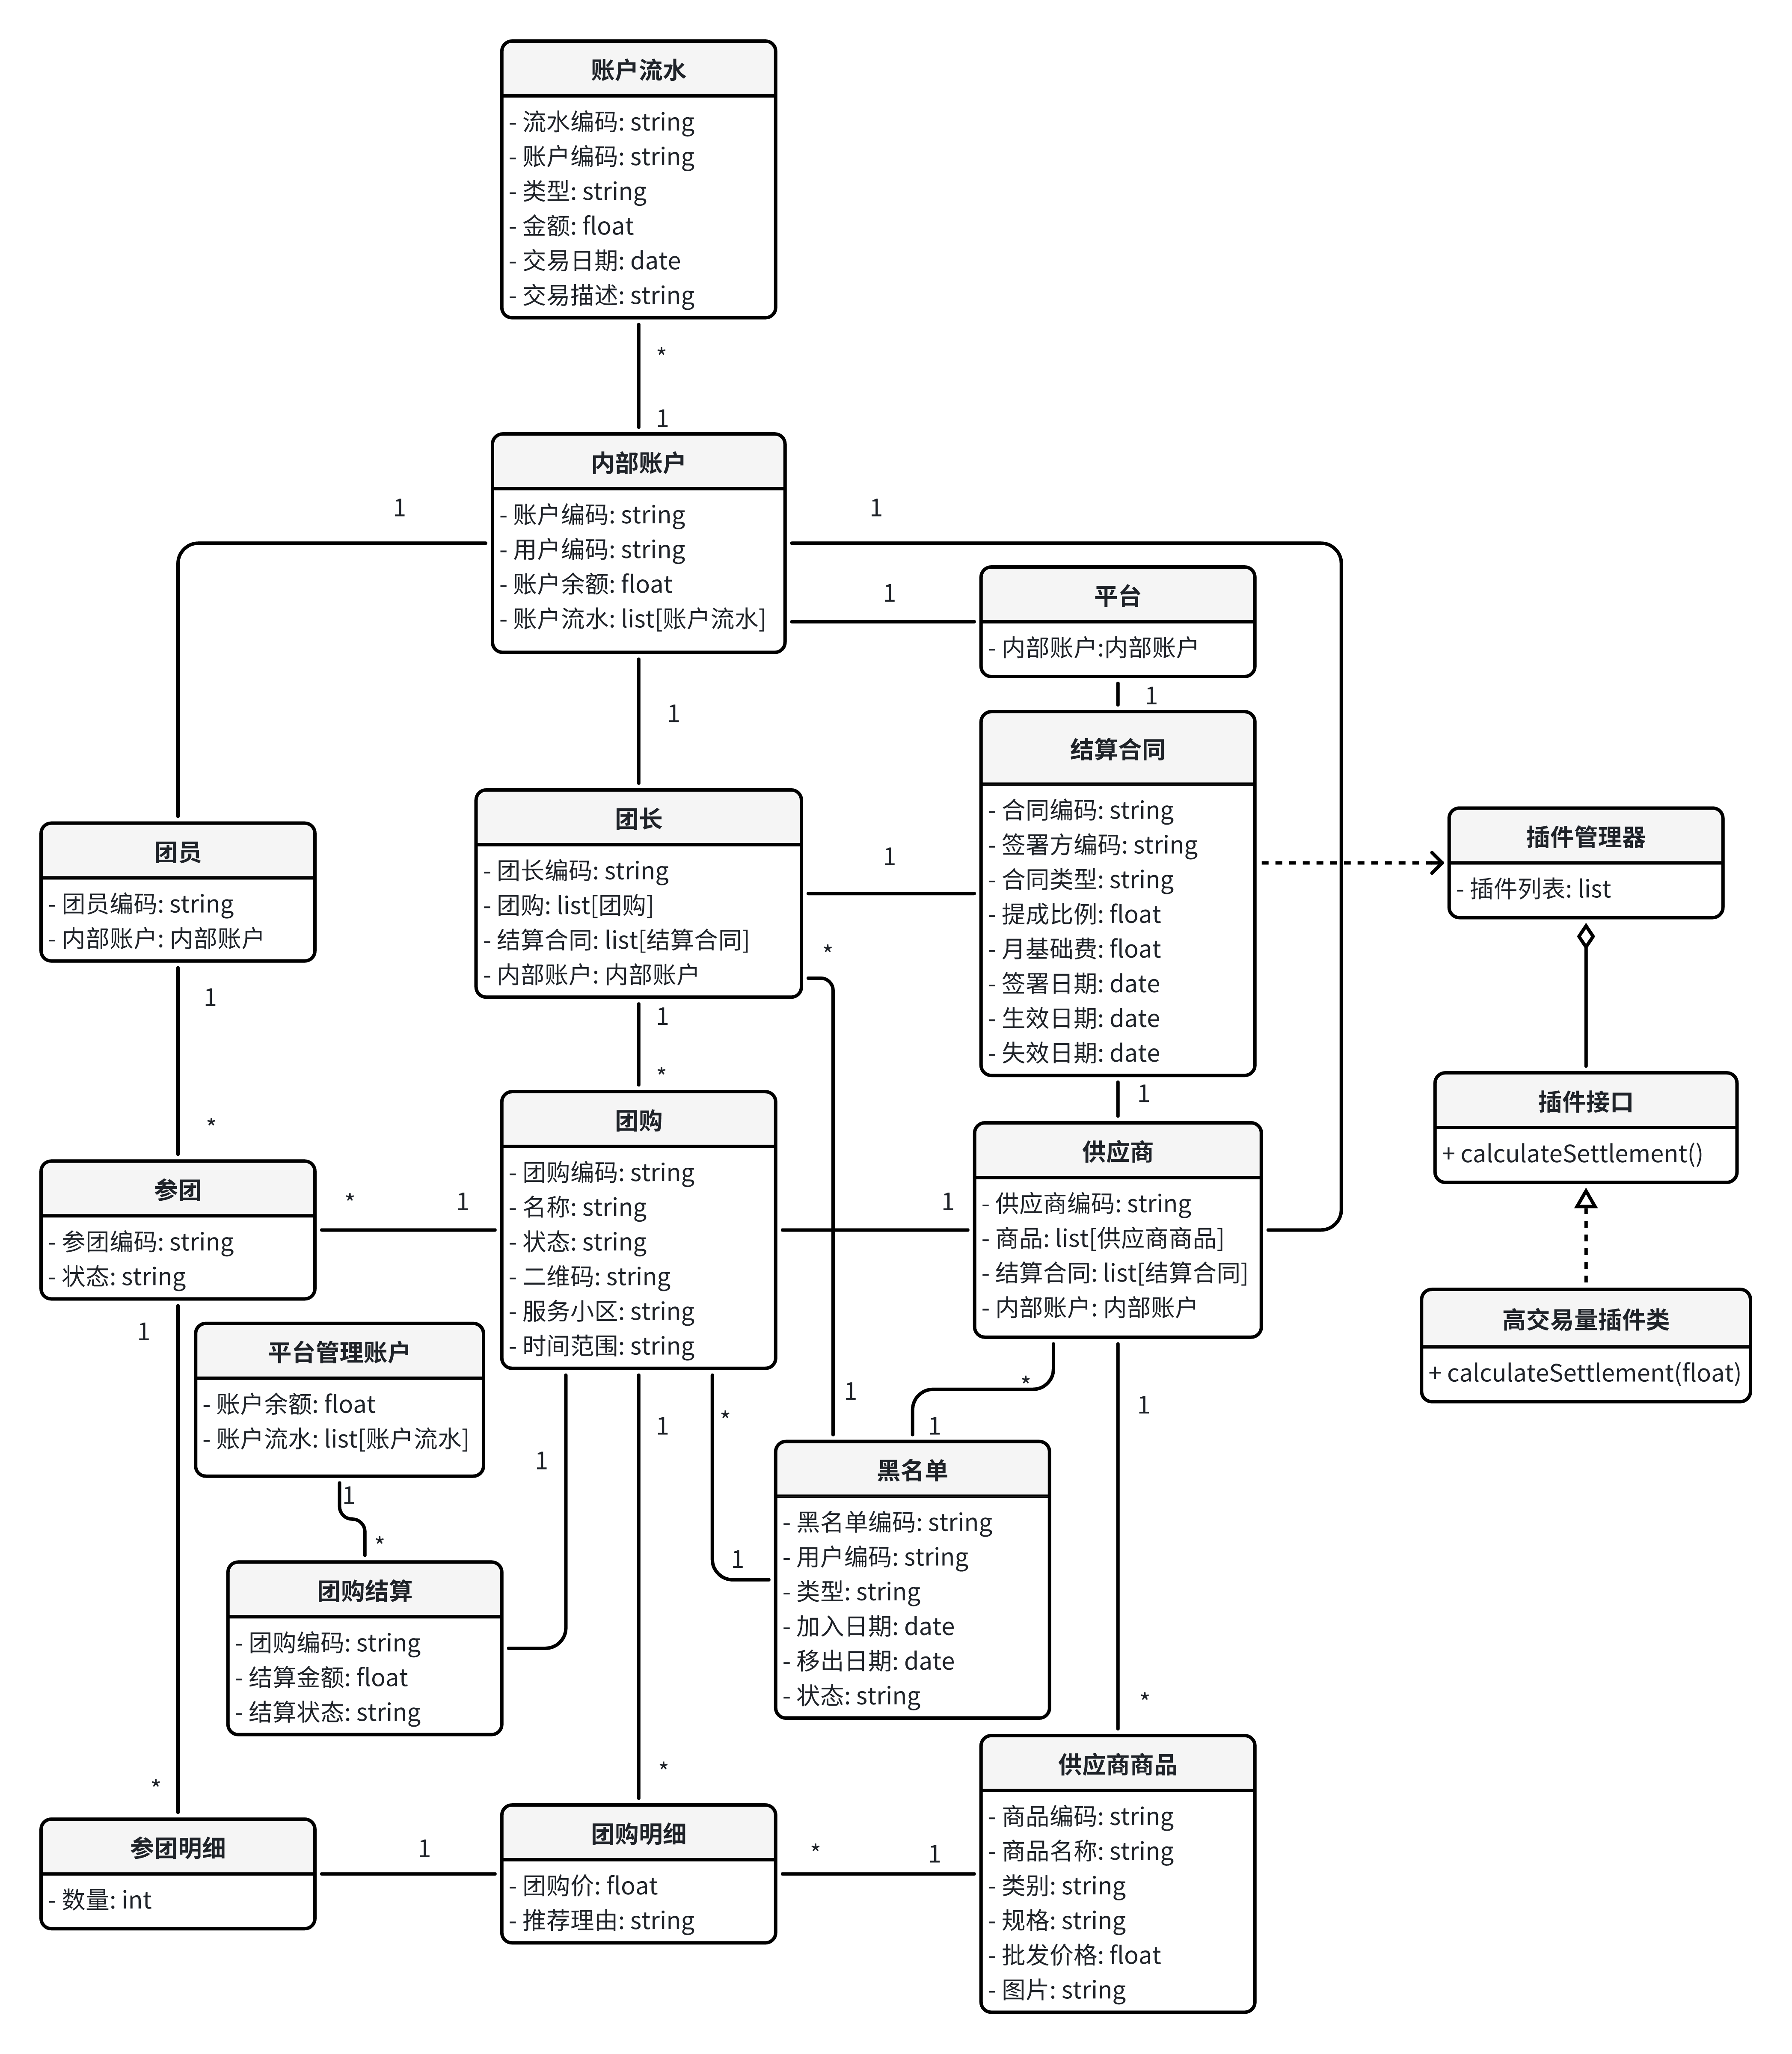 账户流水
- 流水编码: string
- 账户编码: string
- 类型: string
- 金额: float
- 交易日期: date
- 交易描述: string
*
1
内部账户
- 账户编码: string
- 用户编码: string
- 账户余额: float
- 账户流水: list[账户流水]
1
1
1
平台
- 内部账户:内部账户
1
1
结算合同
- 合同编码: string
- 签署方编码: string
- 合同类型: string
- 提成比例: float
- 月基础费: float
- 签署日期: date
- 生效日期: date
- 失效日期: date
团长
- 团长编码: string
- 团购: list[团购]
- 结算合同: list[结算合同]
- 内部账户: 内部账户
1
*
团员
- 团员编码: string
- 内部账户: 内部账户
插件管理器
- 插件列表: list
1
*
1
*
1
插件接口
+ calculateSettlement()
团购
- 团购编码: string
- 名称: string
- 状态: string
- 二维码: string
- 服务小区: string
- 时间范围: string
供应商
- 供应商编码: string
- 商品: list[供应商商品]
- 结算合同: list[结算合同]
- 内部账户: 内部账户
参团
- 参团编码: string
- 状态: string
*
1
1
高交易量插件类
+ calculateSettlement(float)
1
平台管理账户
- 账户余额: float
- 账户流水: list[账户流水]
1
*
1
1
*
1
*
1
1
1
黑名单
- 黑名单编码: string
- 用户编码: string
- 类型: string
- 加入日期: date
- 移出日期: date
- 状态: string
*
团购结算
- 团购编码: string
- 结算金额: float
- 结算状态: string
*
*
*
供应商商品
- 商品编码: string
- 商品名称: string
- 类别: string
- 规格: string
- 批发价格: float
- 图片: string
参团明细
- 数量: int
1
团购明细
- 团购价: float
- 推荐理由: string
*
1